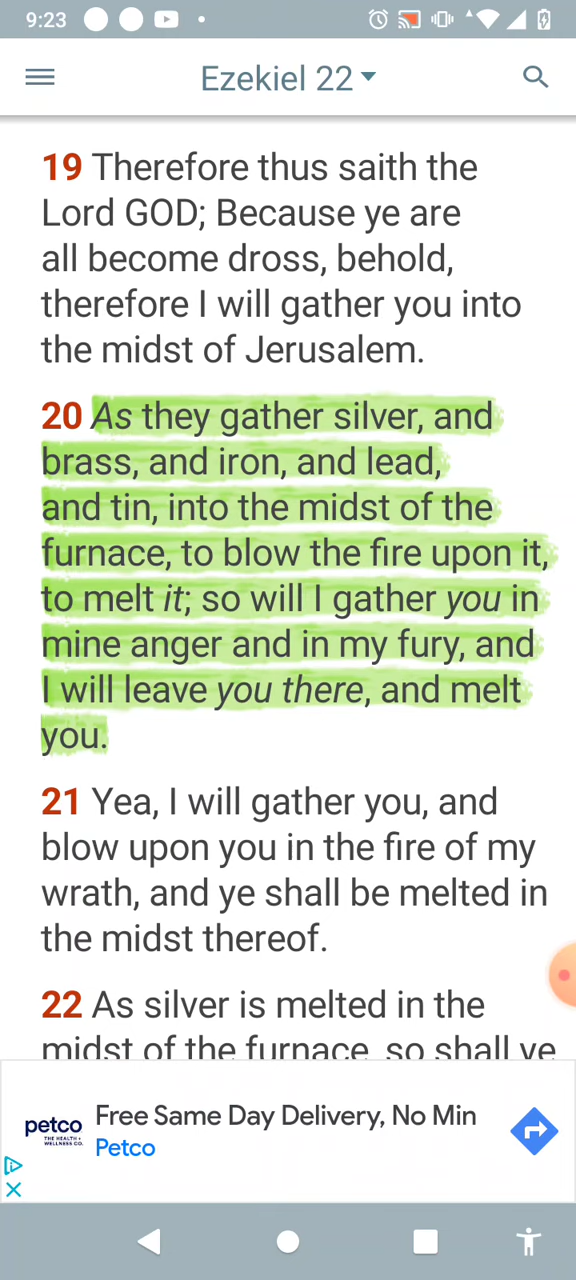 9:23
Ezekiel 22
19 Therefore thus saith the
Lord GOD; Because ye are
all become dross, behold,
therefore I will gather you into
the midst of Jerusalem.
20 As they gather silver, and
brass, and iron, and lead,
and tin, into the midst of the
furnace, to blow the fire upon it,
to melt it; so will I gather you in
mine anger and in my fury, and
I will leave you there, and melt
you.
21 Yea, I will gather you, and
blow upon you in the fire of my
wrath, and ye shall be melted in
the midst thereof.
22 As silver is melted in the
midst of the furnace, so shall ye
petco
THE HEALTH +
WELLNESS CO.
Free Same Day Delivery, No Min
Petco